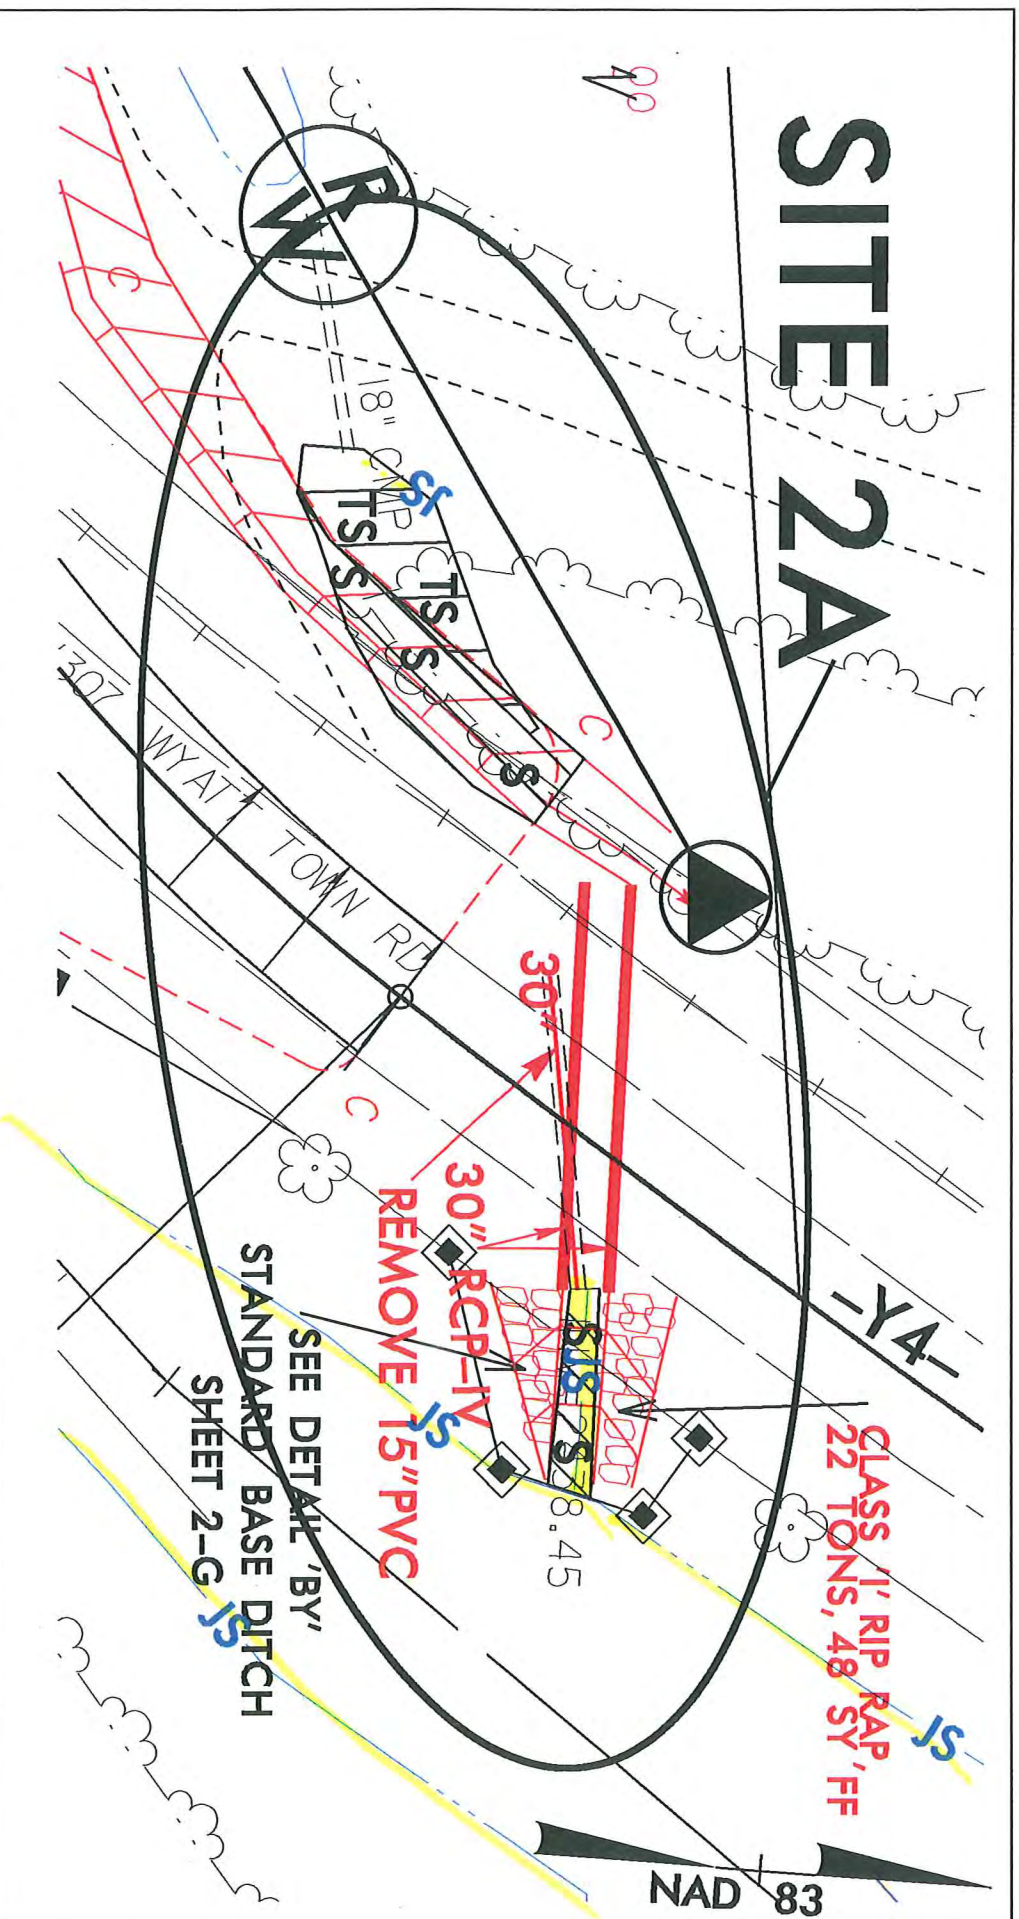 SITE 2A
R
W
18" CMP
JS
TS
TS
S
S
S
C
C
C
307
WYATT TOWN RD
30"
30" RCP-IV
REMOVE 15"PVC
S
JS
S
8.45
-Y4-
CLASS 'I' RIP RAP
22 TONS, 48 SY 'FF
SEE DETAIL 'BY'
STANDARD BASE DITCH
SHEET 2-G
JS
JS
JS
NAD 83